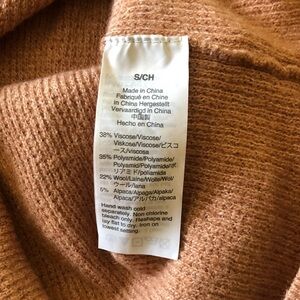 S/CH
Made in China
Fabriqué en Chine
in China Hergestellt
Vervaardigd in China
中国製
Hecho en China
38% Viscose/Viscose/
Viskose/Viscose/ビスコ
ース/viscosa
35% Polyamide/Polyamide/
Polyamid/Polyamide/ポ
リアミド/poliamida
22% Wool/Laine/Wolle/Wol/
ウール/lana
5% Alpaca/Alpaga/Alpaka/
Alpaca/アルパカ/alpaca
Hand wash cold
separately. Non chlorine
bleach only. Reshape and
lay flat to dry. Iron on
lowest setting.